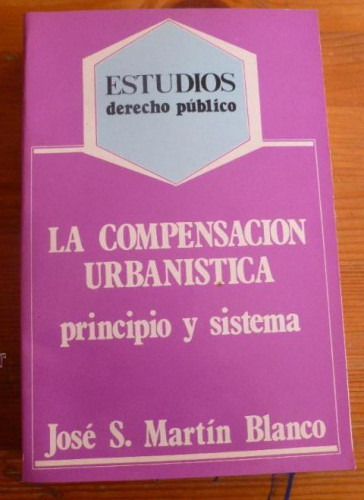 ESTUDIOS
derecho público
LA COMPENSACION
URBANISTICA
principio y sistema
José S. Martín Blanco